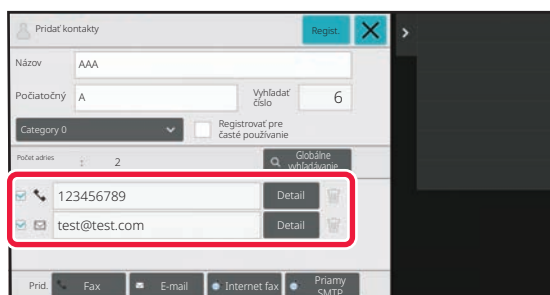 Pridať kontakty
Regist.
Názov
AAA
Počiatočný
A
Vyhľadať číslo
6
Category 0
Registrovať pre časté používanie
Počet adries
:
2
Globálne vyhľadávanie
123456789
Detail
test@test.com
Detail
Prid.
Fax
E-mail
Internet fax
Priamy SMTP